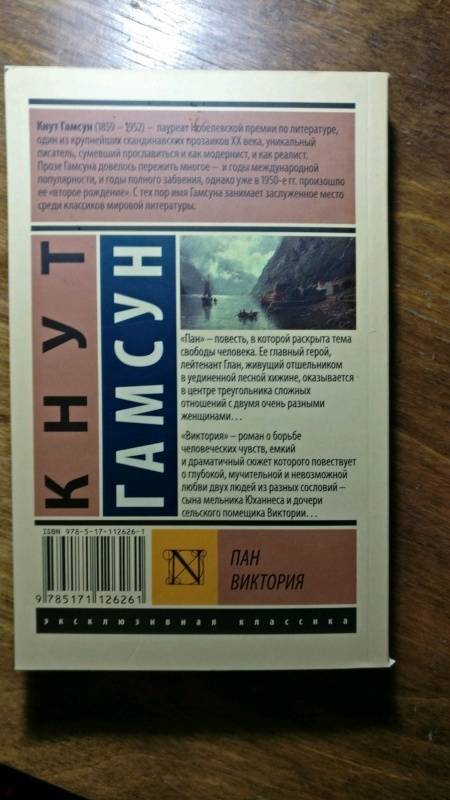 Кнут Гамсун (1859 – 1952) – лауреат Нобелевской премии по литературе,
один из крупнейших скандинавских прозаиков XX века, уникальный
писатель, сумевший прославиться и как модернист, и как реалист.
Прозе Гамсуна довелось пережить многое – и годы международной
популярности, и годы полного забвения, однако уже в 1950-е гг. произошло
ее «второе рождение». С тех пор имя Гамсуна занимает заслуженное место
среди классиков мировой литературы.
КНУТ
ГАМСУН
«Пан» – повесть, в которой раскрыта тема
свободы человека. Ее главный герой,
лейтенант Глан, живущий отшельником
в уединенной лесной хижине, оказывается
в центре треугольника сложных
отношений с двумя очень разными
женщинами…
«Виктория» – роман о борьбе
человеческих чувств, емкий
и драматичный сюжет которого повествует
о глубокой, мучительной и невозможной
любви двух людей из разных сословий –
сына мельника Юханнеса и дочери
сельского помещика Виктории…
ISBN 978-5-17-112626-1
9 785171 126261
N
ПАН
ВИКТОРИЯ
эксклюзивная классика